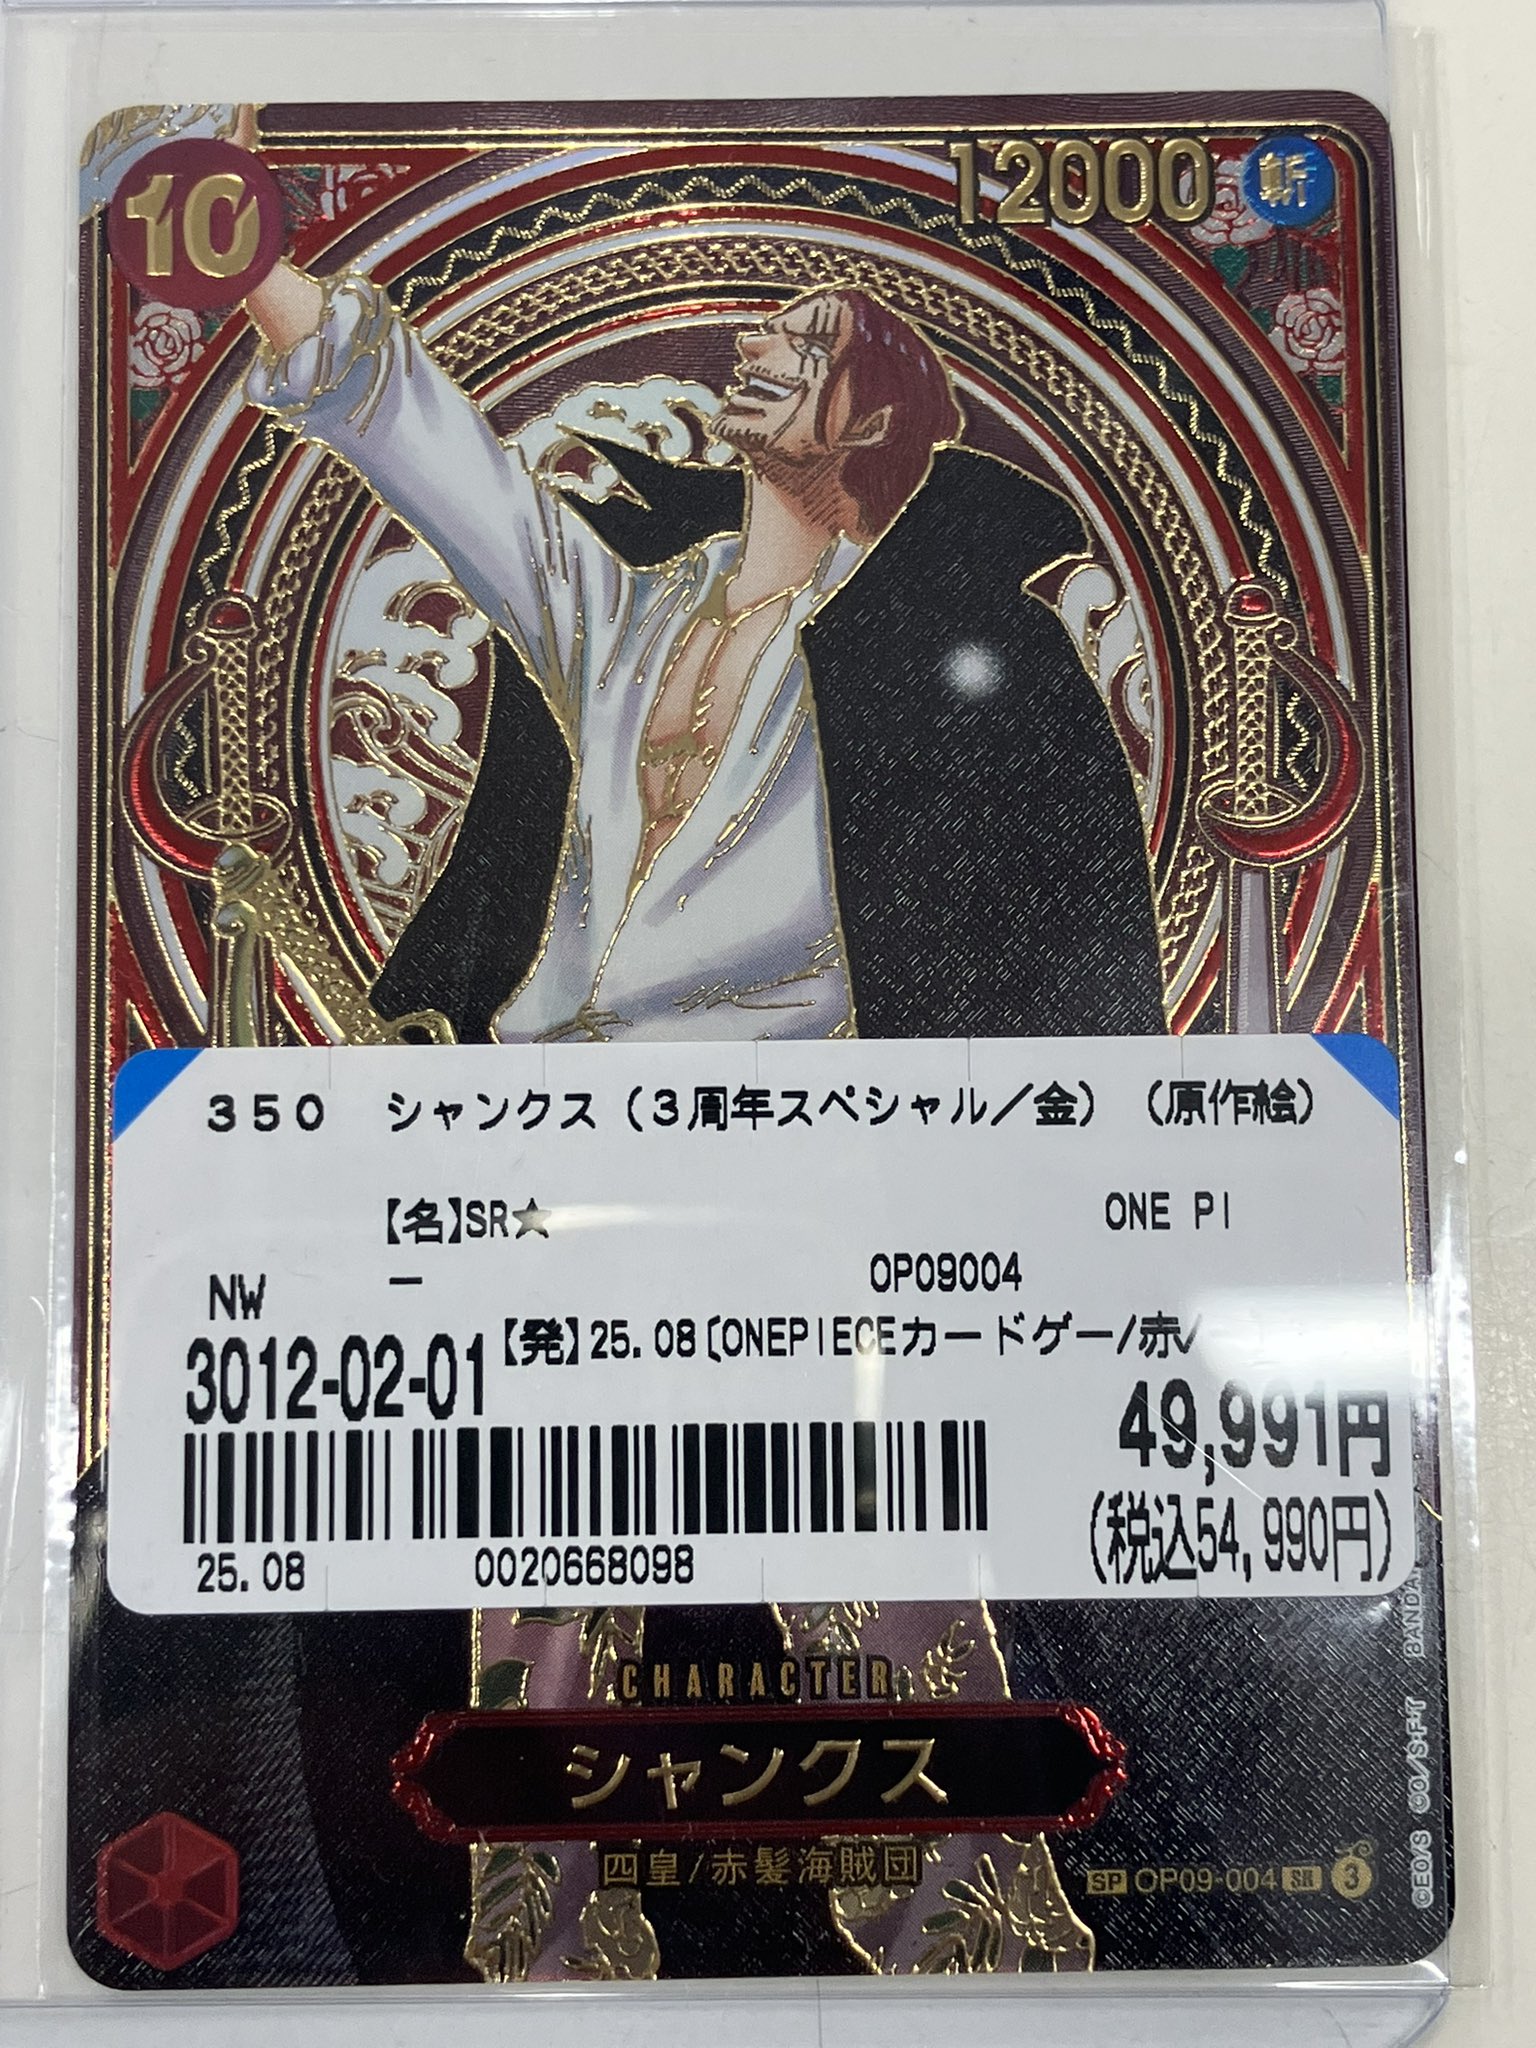 10
12000 斬
350 シャンクス(3周年スペシャル/金)(原作絵)
【名】SR★ ONE PI
NW ー OP09004
3012-02-01 【発】25.08〔ONEPIECEカードゲー/赤/
49,991円
(税込54,990円)
25.08 0020668098
CHARACTER
シャンクス
四皇/赤髪海賊団
SP OP09-004 SR 3
©EO/S ©O/S・F・T BANDAI